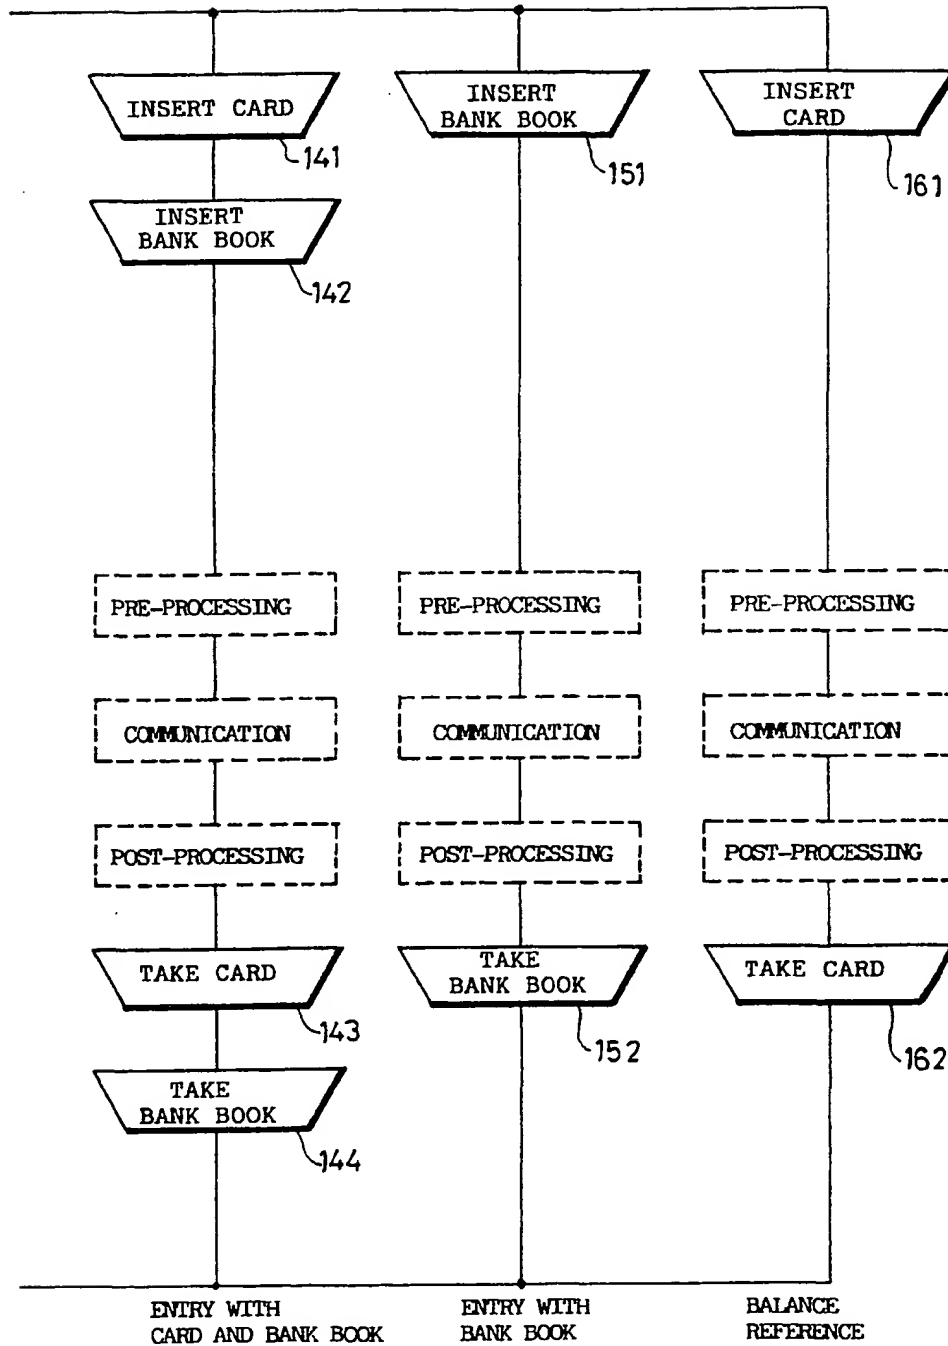 INSERT CARD
141
INSERT
BANK BOOK
142
PRE-PROCESSING
COMMUNICATION
POST-PROCESSING
TAKE CARD
143
TAKE
BANK BOOK
144
ENTRY WITH
CARD AND BANK BOOK
INSERT
BANK BOOK
151
PRE-PROCESSING
COMMUNICATION
POST-PROCESSING
TAKE
BANK BOOK
152
ENTRY WITH
BANK BOOK
INSERT
CARD
161
PRE-PROCESSING
COMMUNICATION
POST-PROCESSING
TAKE CARD
162
BALANCE
REFERENCE